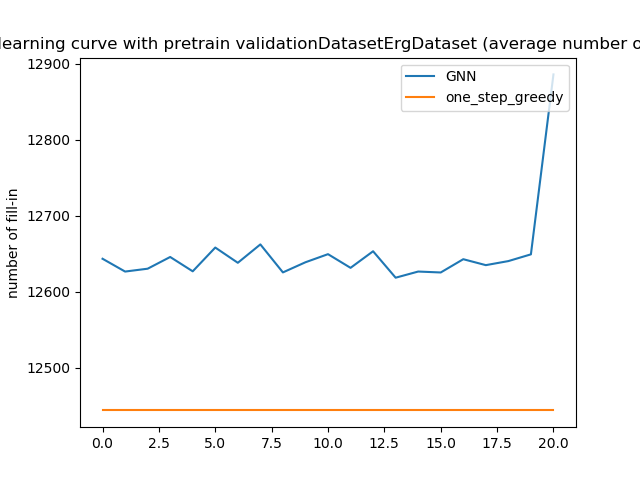 learning curve with pretrain validationDatasetErgDataset (average number o
GNN
one_step_greedy
number of fill-in
12900
12800
12700
12600
12500
0.0 2.5 5.0 7.5 10.0 12.5 15.0 17.5 20.0